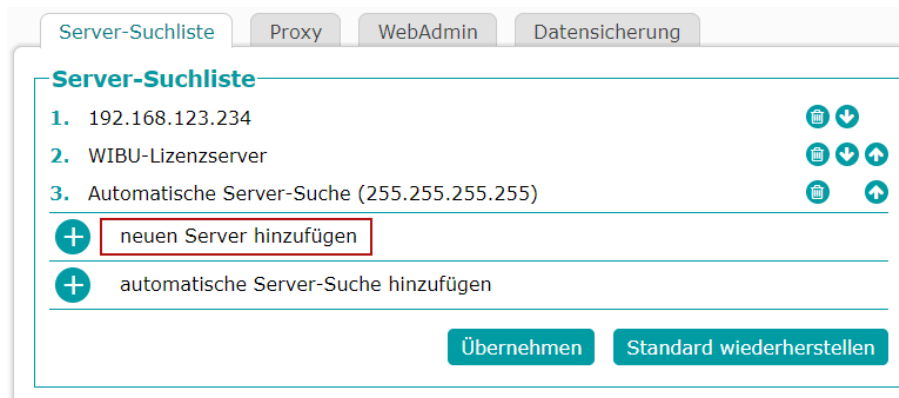 Server-Suchliste Proxy WebAdmin Datensicherung
Server-Suchliste
1. 192.168.123.234
2. WIBU-Lizenzserver
3. Automatische Server-Suche (255.255.255.255)
neuen Server hinzufügen
automatische Server-Suche hinzufügen
Übernehmen Standard wiederherstellen